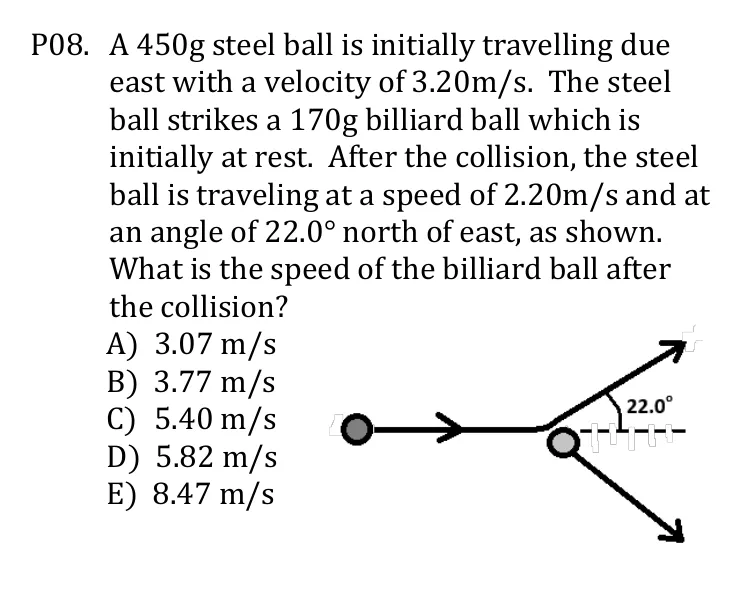 P08. A 450g steel ball is initially travelling due
east with a velocity of 3.20m/s. The steel
ball strikes a 170g billiard ball which is
initially at rest. After the collision, the steel
ball is traveling at a speed of 2.20m/s and at
an angle of 22.0° north of east, as shown.
What is the speed of the billiard ball after
the collision?
A) 3.07 m/s
B) 3.77 m/s
C) 5.40 m/s
D) 5.82 m/s
E) 8.47 m/s
22.0°